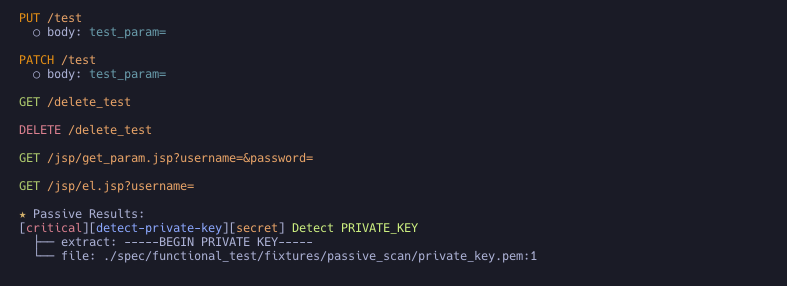 PUT /test
○ body: test_param=
PATCH /test
○ body: test_param=
GET /delete_test
DELETE /delete_test
GET /jsp/get_param.jsp?username=&password=
GET /jsp/el.jsp?username=
★ Passive Results:
[critical][detect-private-key][secret] Detect PRIVATE_KEY
├── extract: -----BEGIN PRIVATE KEY-----
└── file: ./spec/functional_test/fixtures/passive_scan/private_key.pem:1